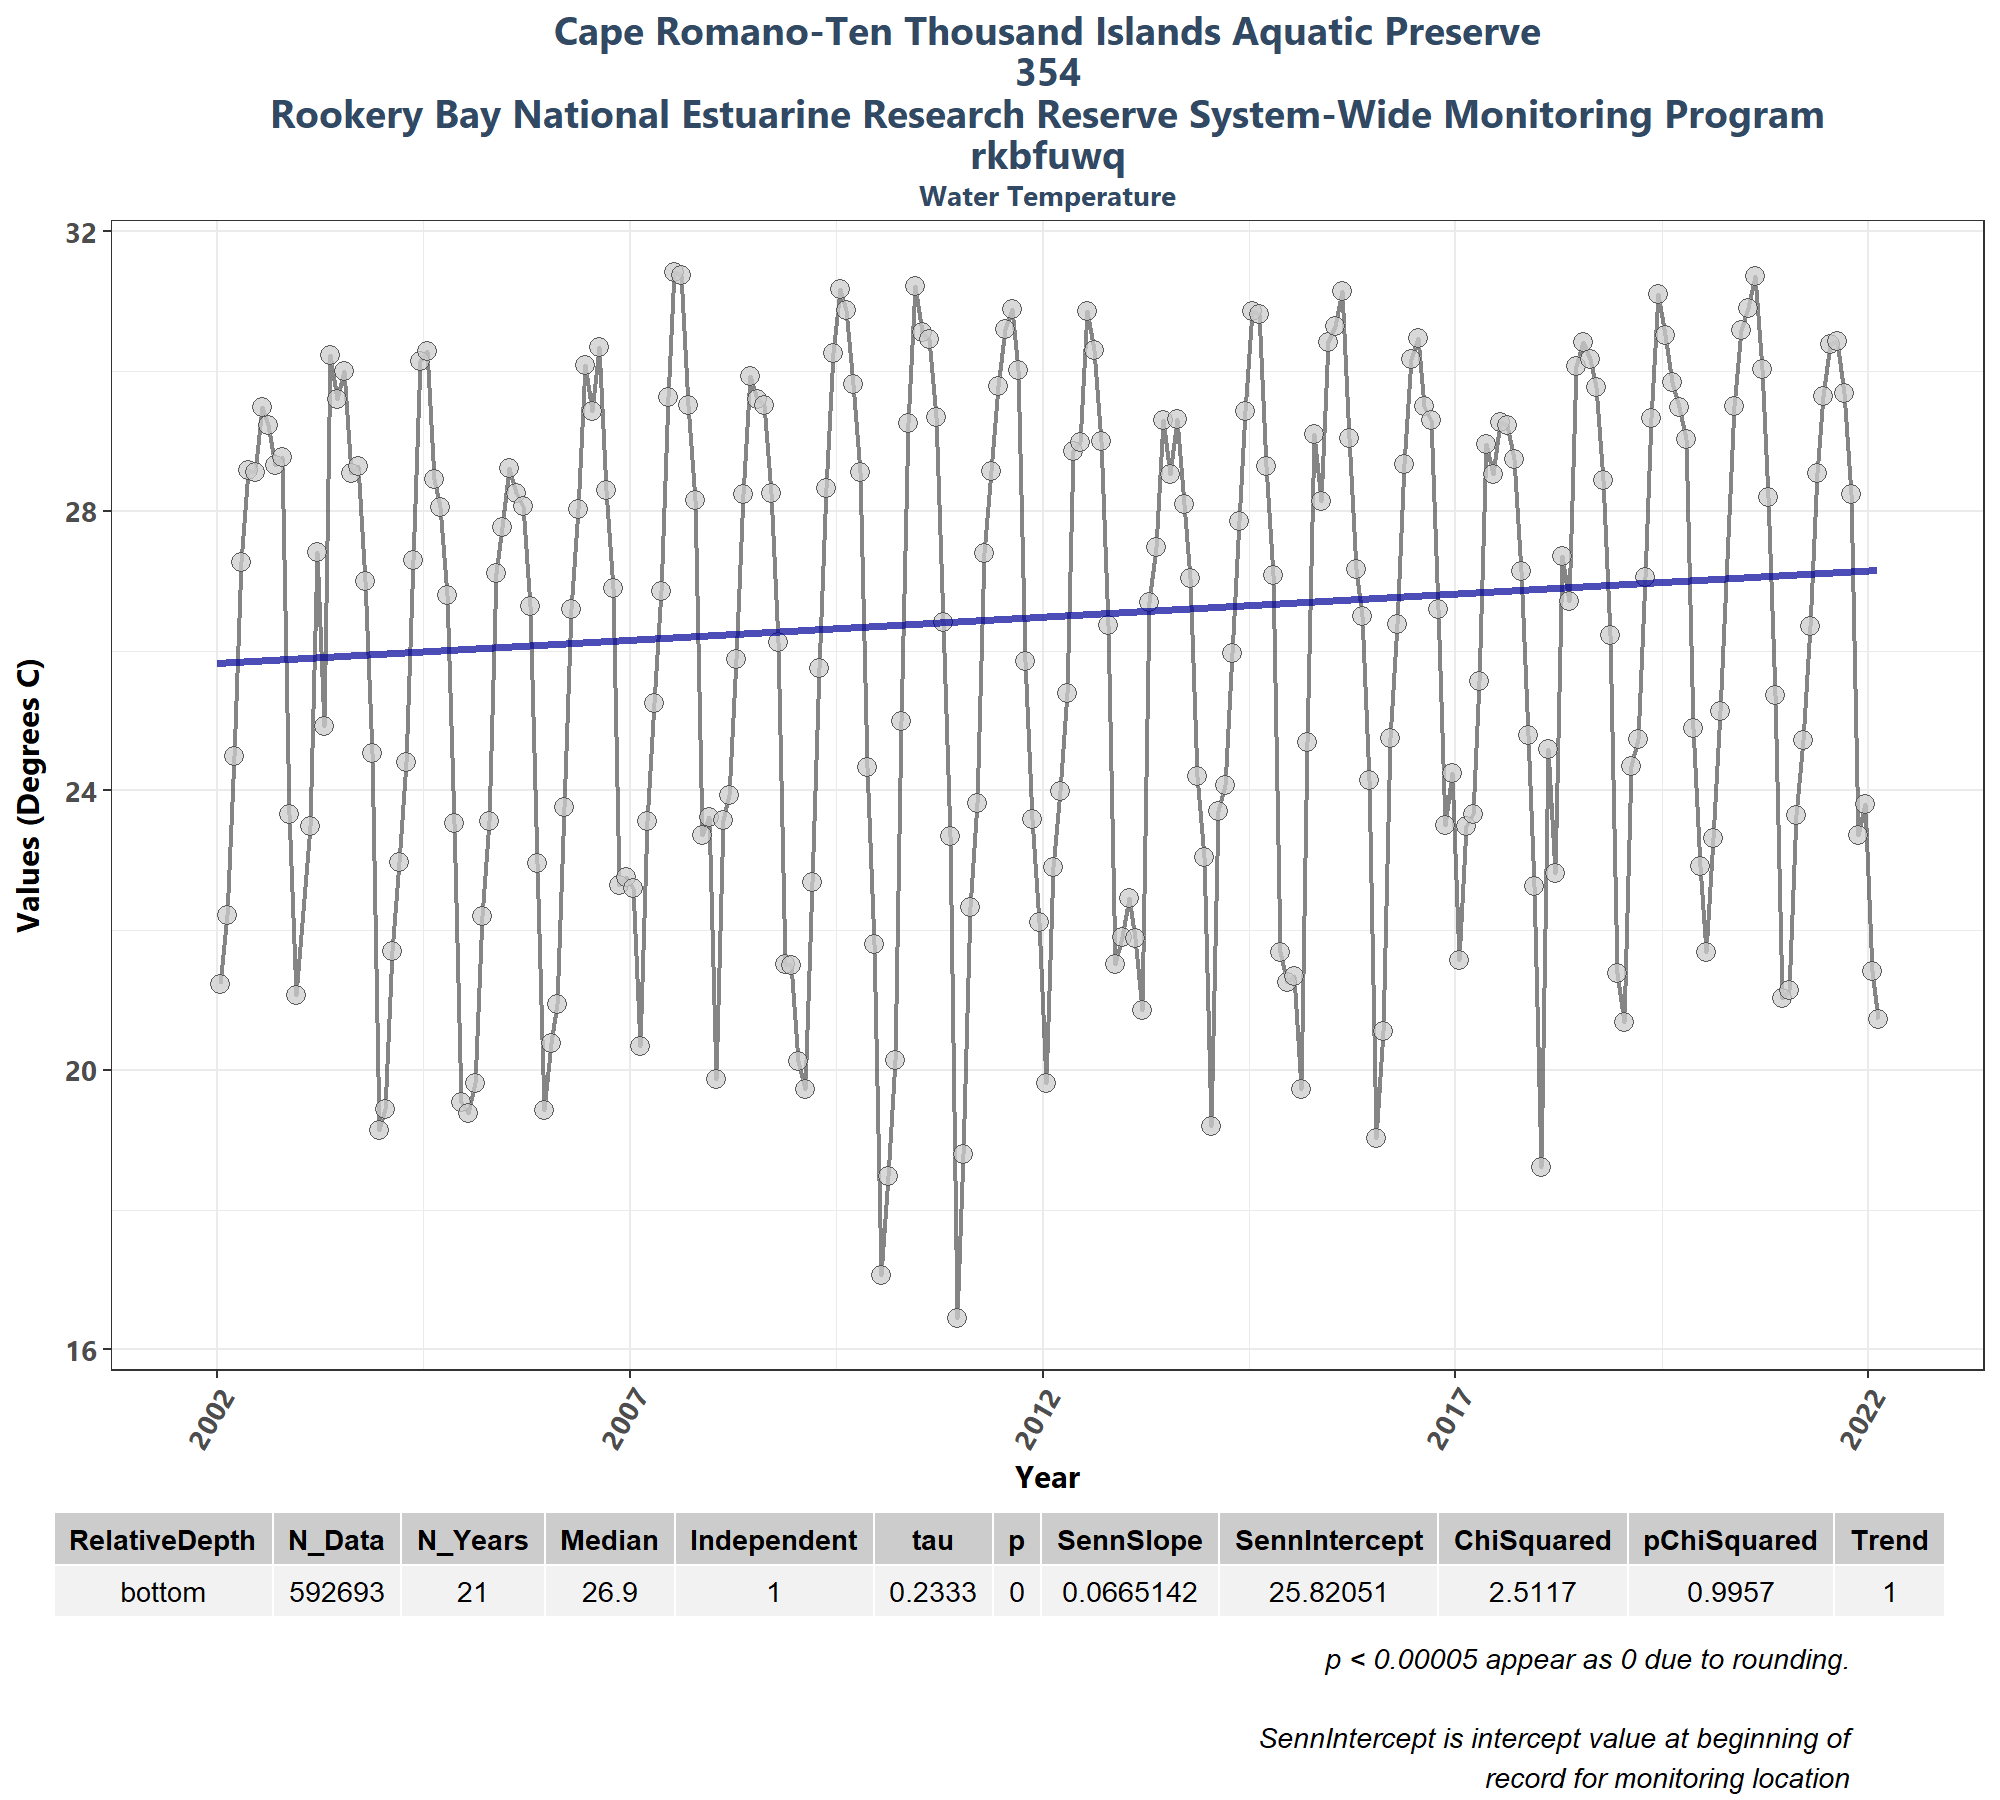 Cape Romano-Ten Thousand Islands Aquatic Preserve
354
Rookery Bay National Estuarine Research Reserve System-Wide Monitoring Program
rkbfuwq
Water Temperature
32
28
24
20
16
Values (Degrees C)
2002
2007
2012
2017
2022
Year
RelativeDepth N_Data N_Years Median Independent tau p SennSlope SennIntercept ChiSquared pChiSquared Trend
bottom 592693 21 26.9 1 0.2333 0 0.0665142 25.82051 2.5117 0.9957 1
p < 0.00005 appear as 0 due to rounding.
SennIntercept is intercept value at beginning of
record for monitoring location